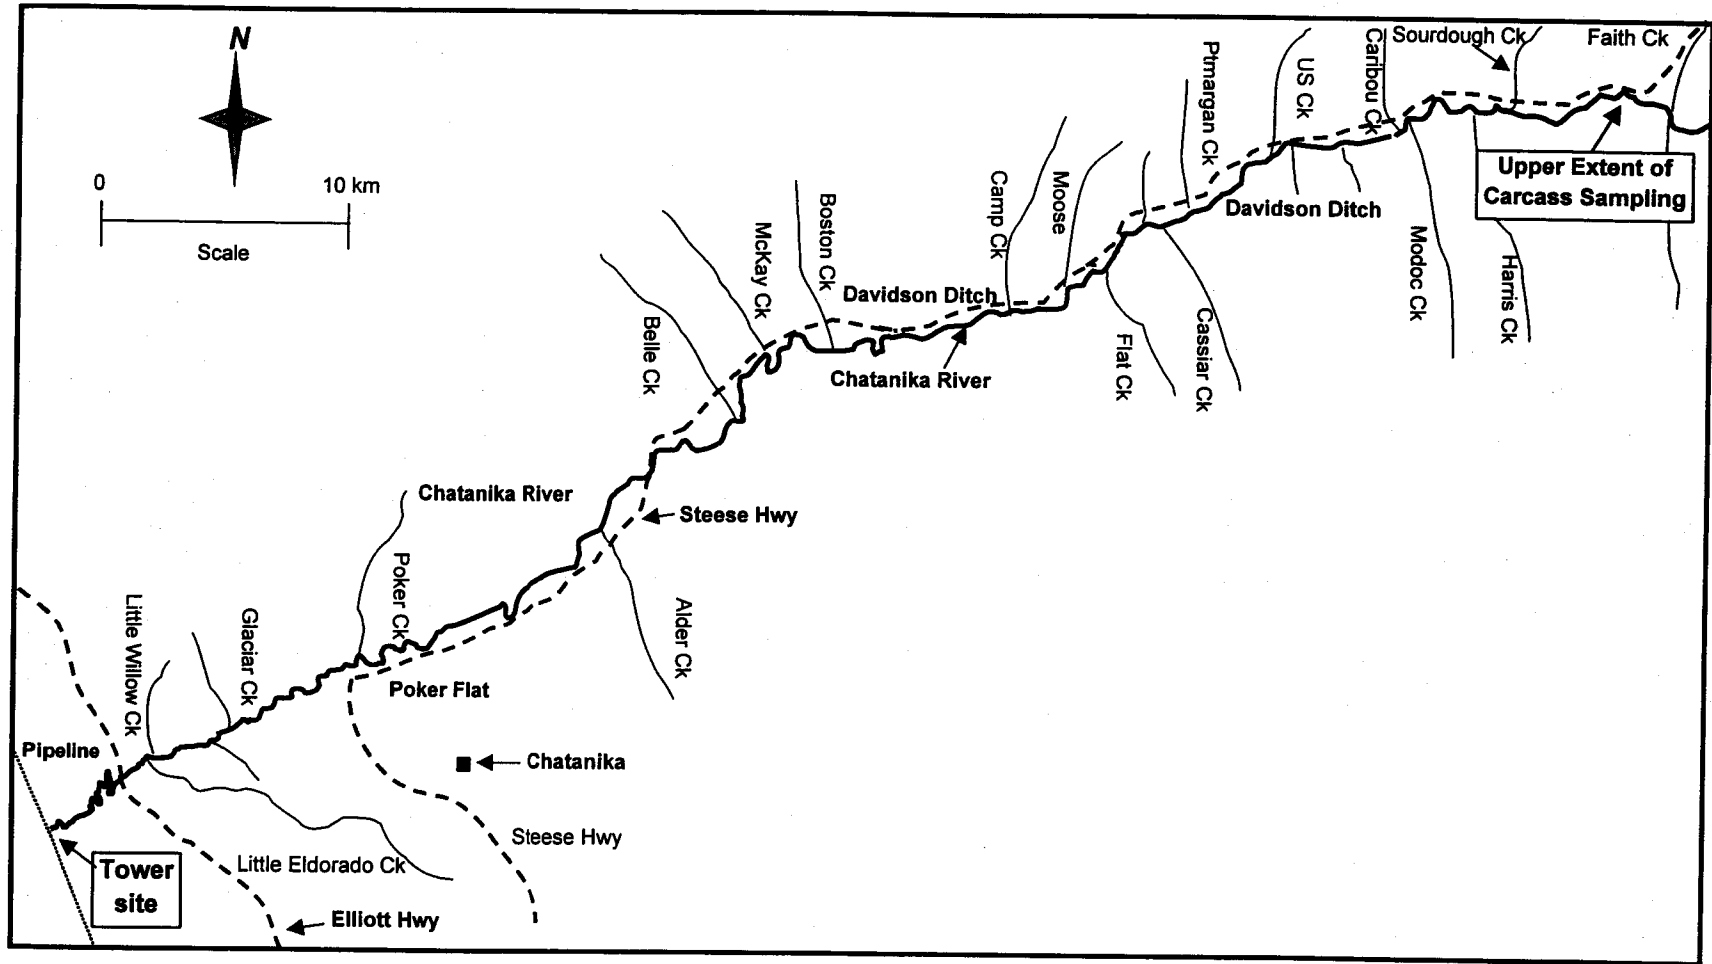 N
0
10 km
Scale
Sourdough Ck
Faith Ck
Caribou Ck
US Ck
Ptmargan Ck
Upper Extent of
Carcass Sampling
Davidson Ditch
Moose
Camp Ck
Boston Ck
McKay Ck
Belle Ck
Davidson Ditch
Chatanika River
Modoc Ck
Harris Ck
Cassiar Ck
Flat Ck
Chatanika River
Steese Hwy
Poker Ck
Alder Ck
Glaciar Ck
Little Willow Ck
Poker Flat
Pipeline
Chatanika
Steese Hwy
Little Eldorado Ck
Tower
site
Elliott Hwy